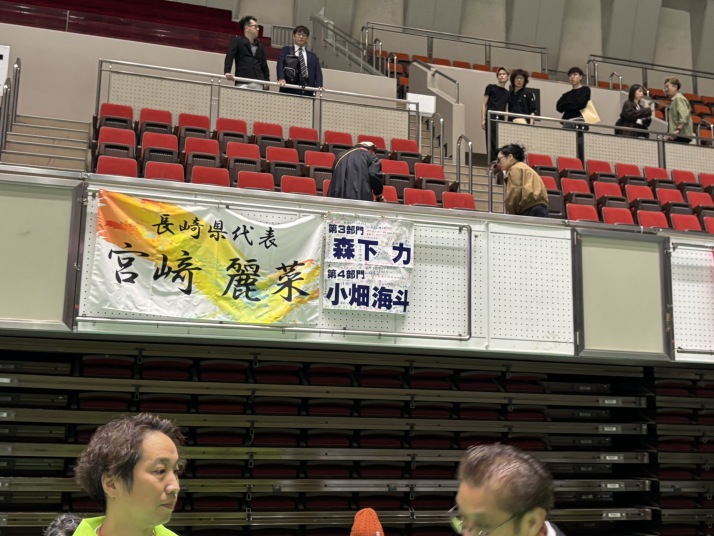 長崎県代表
宮﨑 麗菜
第3部門
森下 力
第4部門
小畑海斗